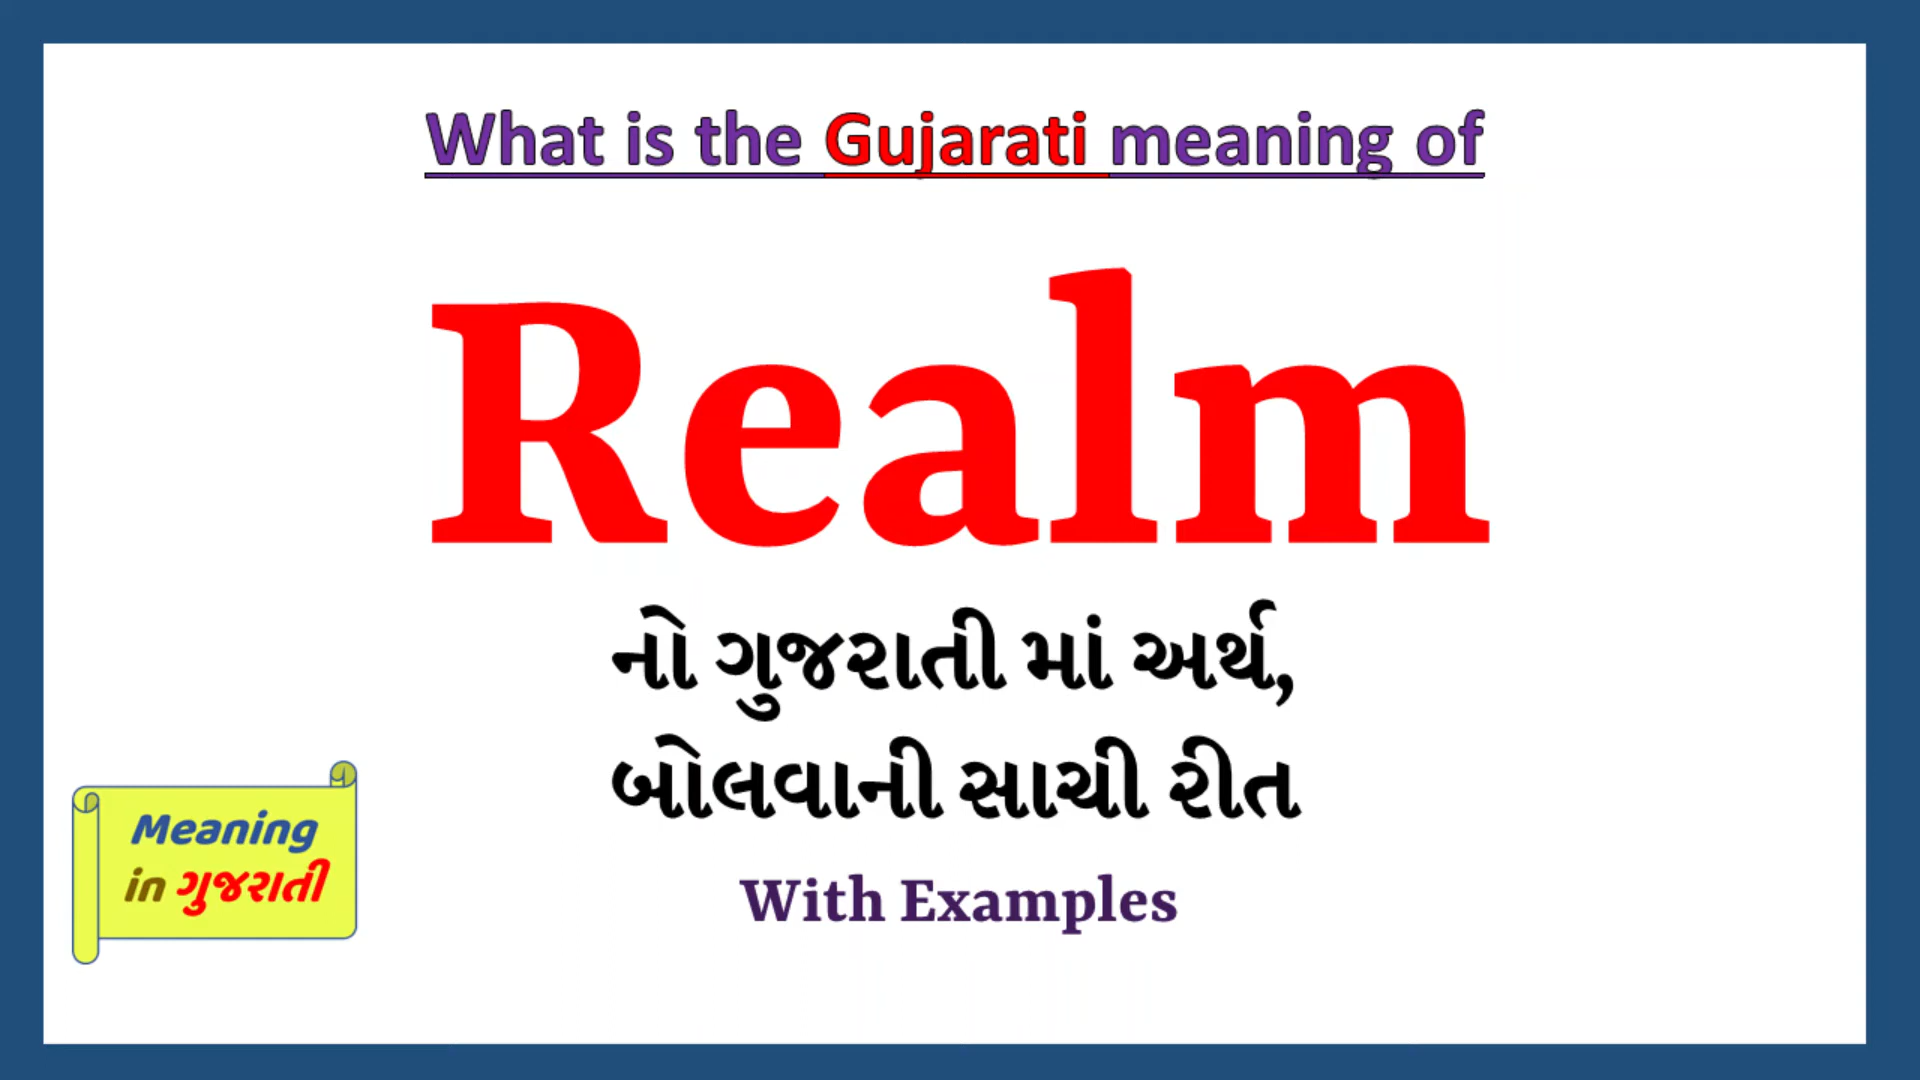 What is the Gujarati meaning of
Realm
નો ગુજરાતી માં અર્થ,
બોલવાની સાચી રીત
With Examples
Meaning
in ગુજરાતી